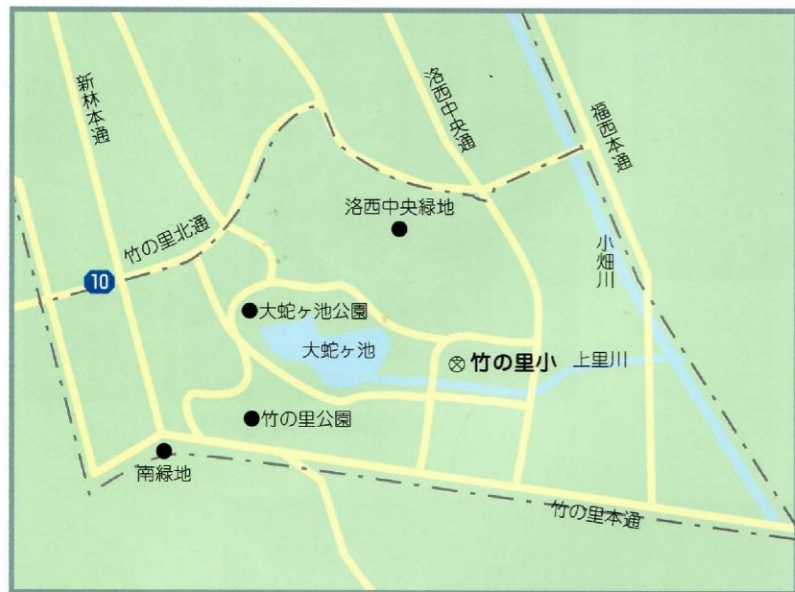 新林本通
洛西中央通
福西本通
洛西中央緑地
竹の里北通
小畑川
10
大蛇ヶ池公園
大蛇ヶ池
竹の里小
上里川
竹の里公園
南緑地
竹の里本通